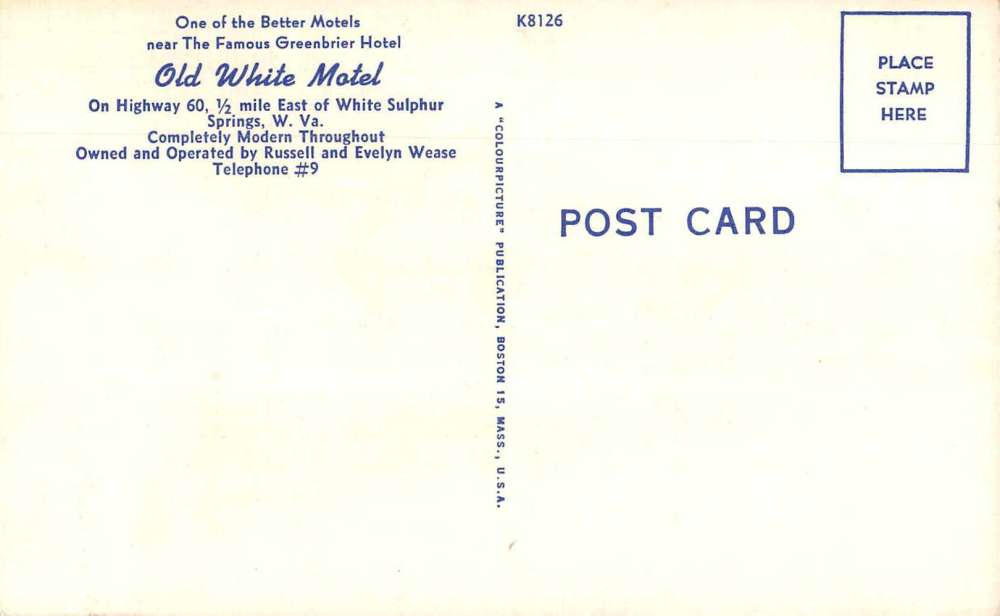 One of the Better Motels
near The Famous Greenbrier Hotel
Old White Motel
On Highway 60, ½ mile East of White Sulphur
Springs, W. Va.
Completely Modern Throughout
Owned and Operated by Russell and Evelyn Wease
Telephone #9
A "COLOURPICTURE" PUBLICATION, BOSTON 15, MASS., U.S.A.
K8126
PLACE
STAMP
HERE
POST CARD